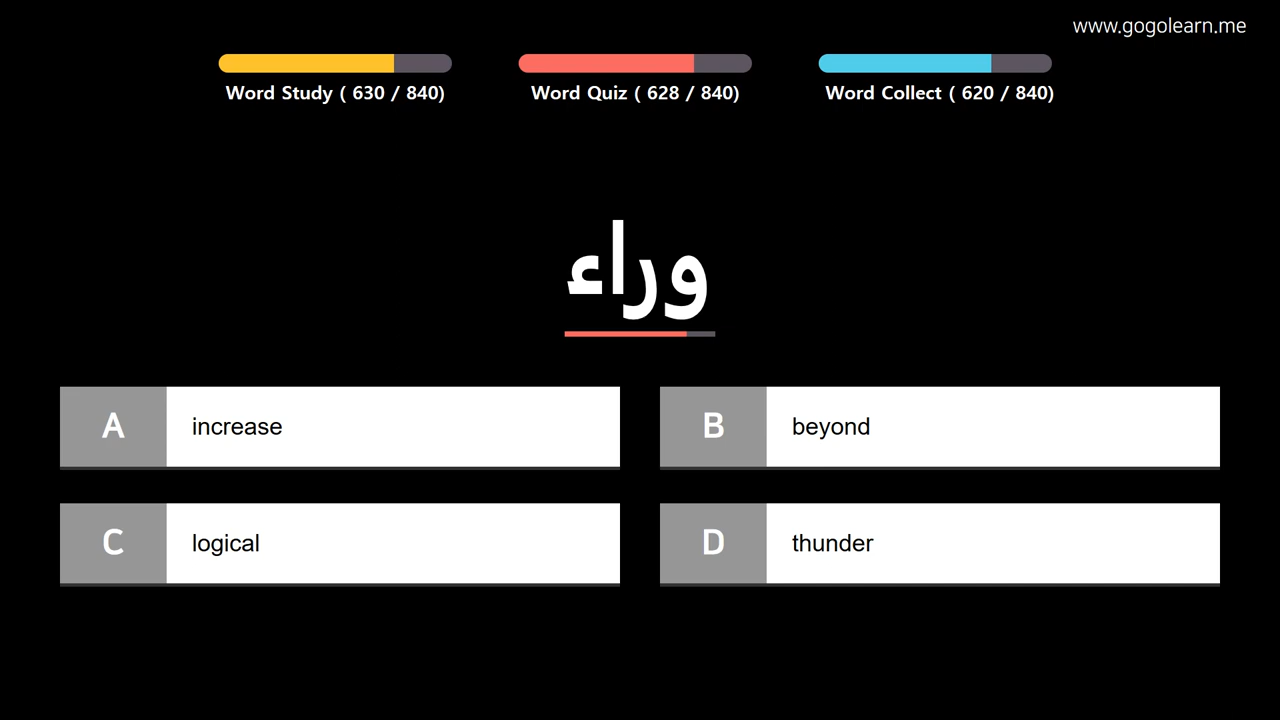 www.gogolearn.me
Word Study ( 630 / 840)
Word Quiz ( 628 / 840)
Word Collect ( 620 / 840)
وراء
A increase
B beyond
C logical
D thunder